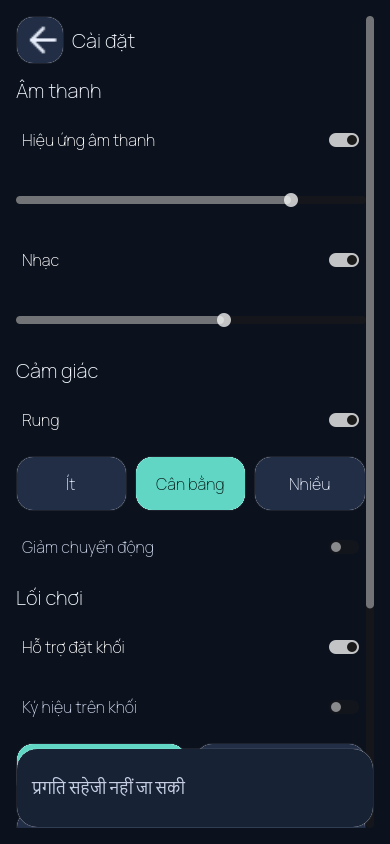 Cài đặt
Âm thanh
Hiệu ứng âm thanh
Nhạc
Cảm giác
Rung
Ít
Cân bằng
Nhiều
Giảm chuyển động
Lối chơi
Hỗ trợ đặt khối
Ký hiệu trên khối
प्रगति सहेजी नहीं जा सकी